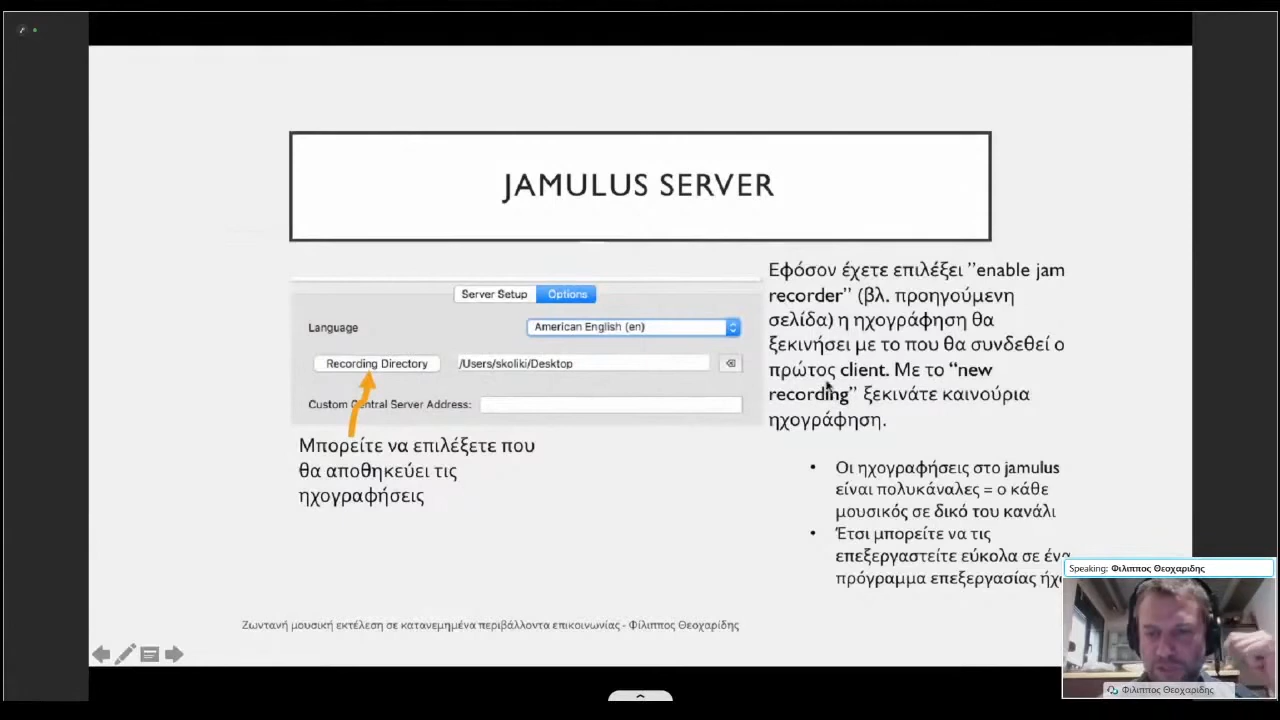 JAMULUS SERVER
Server Setup Options
Language American English (en)
Recording Directory /Users/skoliki/Desktop
Custom Central Server Address:
Μπορείτε να επιλέξετε που
θα αποθηκεύει τις
ηχογραφήσεις
Εφόσον έχετε επιλέξει ”enable jam
recorder” (βλ. προηγούμενη
σελίδα) η ηχογράφηση θα
ξεκινήσει με το που θα συνδεθεί ο
πρώτος client. Με το “new
recording” ξεκινάτε καινούρια
ηχογράφηση.
• Οι ηχογραφήσεις στο jamulus
είναι πολυκάναλες = ο κάθε
μουσικός σε δικό του κανάλι
• Έτσι μπορείτε να τις
επεξεργαστείτε εύκολα σε ένα
πρόγραμμα επεξεργασίας ήχ
Ζωντανή μουσική εκτέλεση σε κατανεμημένα περιβάλλοντα επικοινωνίας - Φίλιππος Θεοχαρίδης
Speaking: Φιλιππος Θεοχαριδης
Φιλιππος Θεοχαριδης